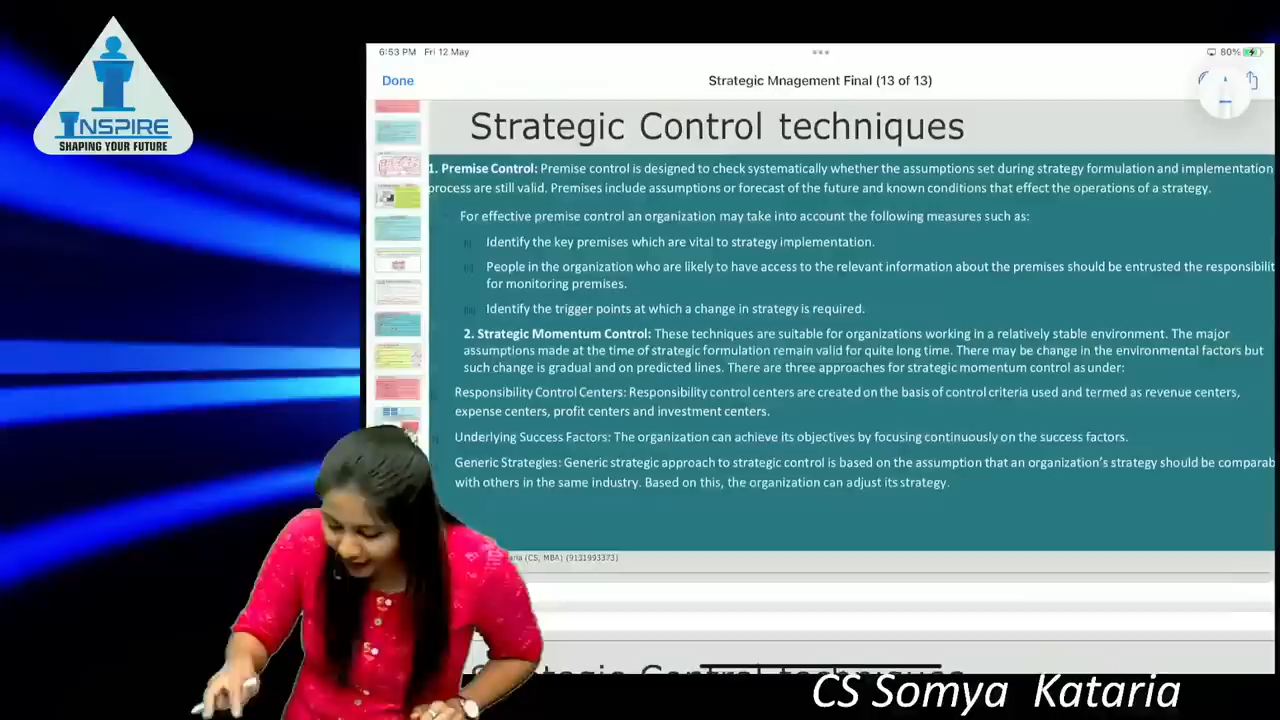 INSPIRE
SHAPING YOUR FUTURE
6:53 PM Fri 12 May
80%
Done
Strategic Mnagement Final (13 of 13)
Strategic Control techniques
1. Premise Control: Premise control is designed to check systematically whether the assumptions set during strategy formulation and implementation
process are still valid. Premises include assumptions or forecast of the future and known conditions that effect the operations of a strategy.
For effective premise control an organization may take into account the following measures such as:
Identify the key premises which are vital to strategy implementation.
People in the organization who are likely to have access to the relevant information about the premises should be entrusted the responsibilit
for monitoring premises.
Identify the trigger points at which a change in strategy is required.
2. Strategic Momentum Control: These techniques are suitable for organizations working in a relatively stable environment. The major
assumptions made at the time of strategic formulation remain valid for quite long time. There may be change in the environmental factors but
such change is gradual and on predicted lines. There are three approaches for strategic momentum control as under:
Responsibility Control Centers: Responsibility control centers are created on the basis of control criteria used and termed as revenue centers,
expense centers, profit centers and investment centers.
Underlying Success Factors: The organization can achieve its objectives by focusing continuously on the success factors.
Generic Strategies: Generic strategic approach to strategic control is based on the assumption that an organization's strategy should be comparab
with others in the same industry. Based on this, the organization can adjust its strategy.
aria (CS, MBA) (9131993373)
Strategic Control techniques
CS Somya Kataria